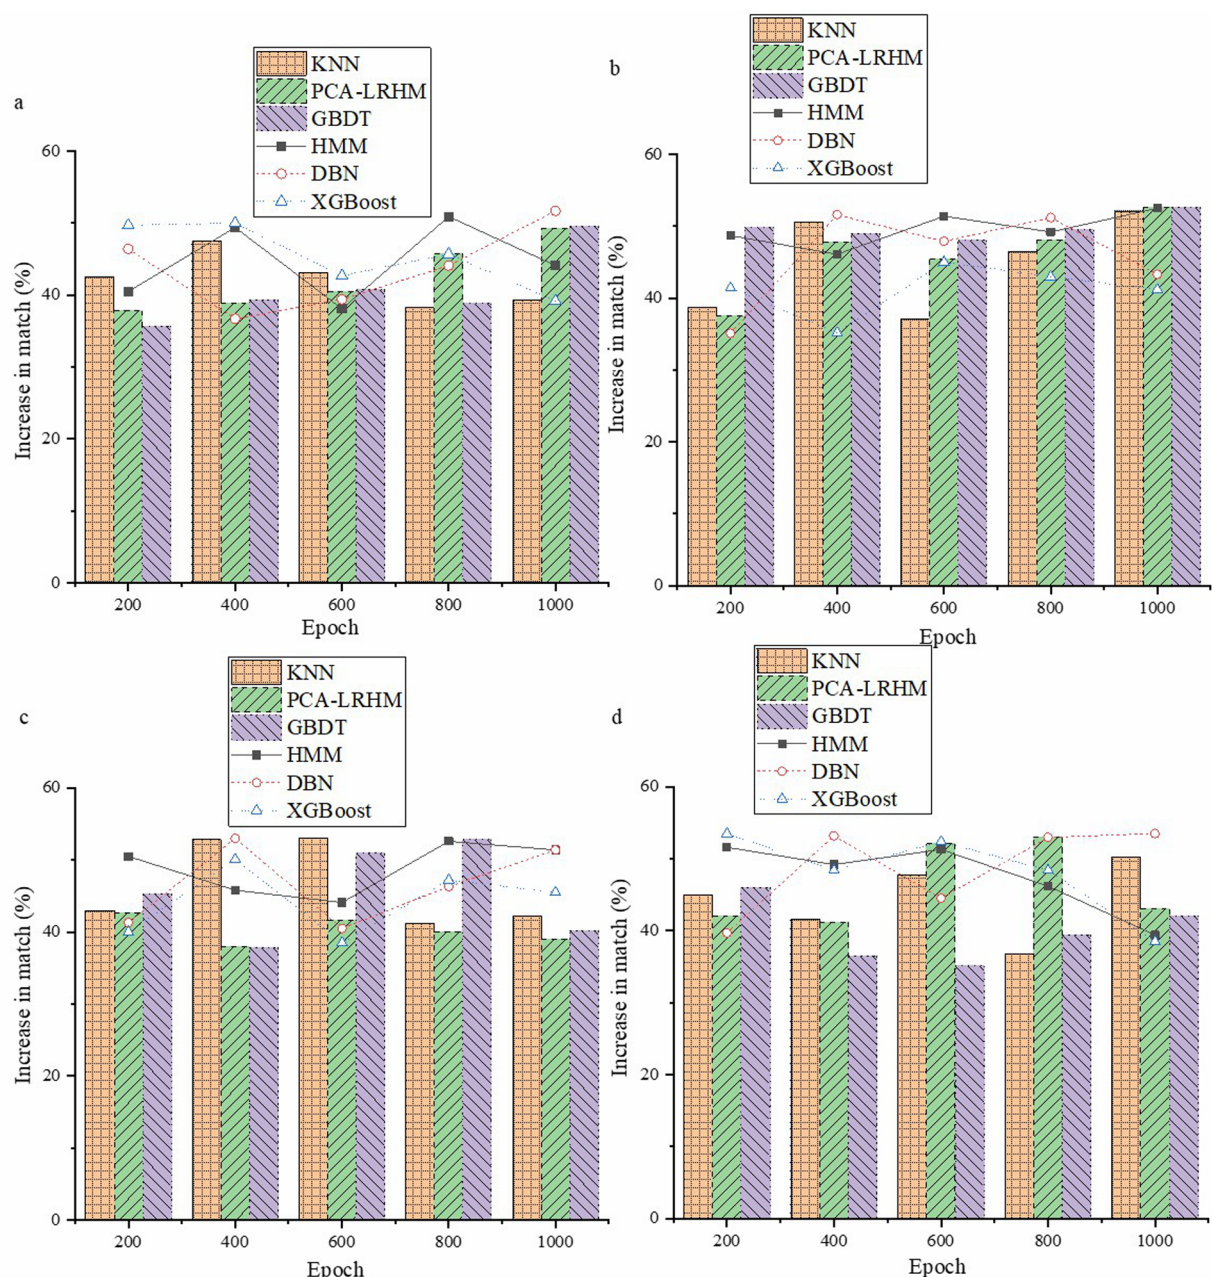 a
KNN
PCA-LRHM
GBDT
HMM
DBN
XGBoost
60
40
20
0
Increase in match (%)
200 400 600 800 1000
Epoch
b
KNN
PCA-LRHM
GBDT
HMM
DBN
XGBoost
60
40
20
0
Increase in match (%)
200 400 600 800 1000
Epoch
c
KNN
PCA-LRHM
GBDT
HMM
DBN
XGBoost
60
40
20
0
Increase in match (%)
200 400 600 800 1000
Epoch
d
KNN
PCA-LRHM
GBDT
HMM
DBN
XGBoost
60
40
20
0
Increase in match (%)
200 400 600 800 1000
Epoch